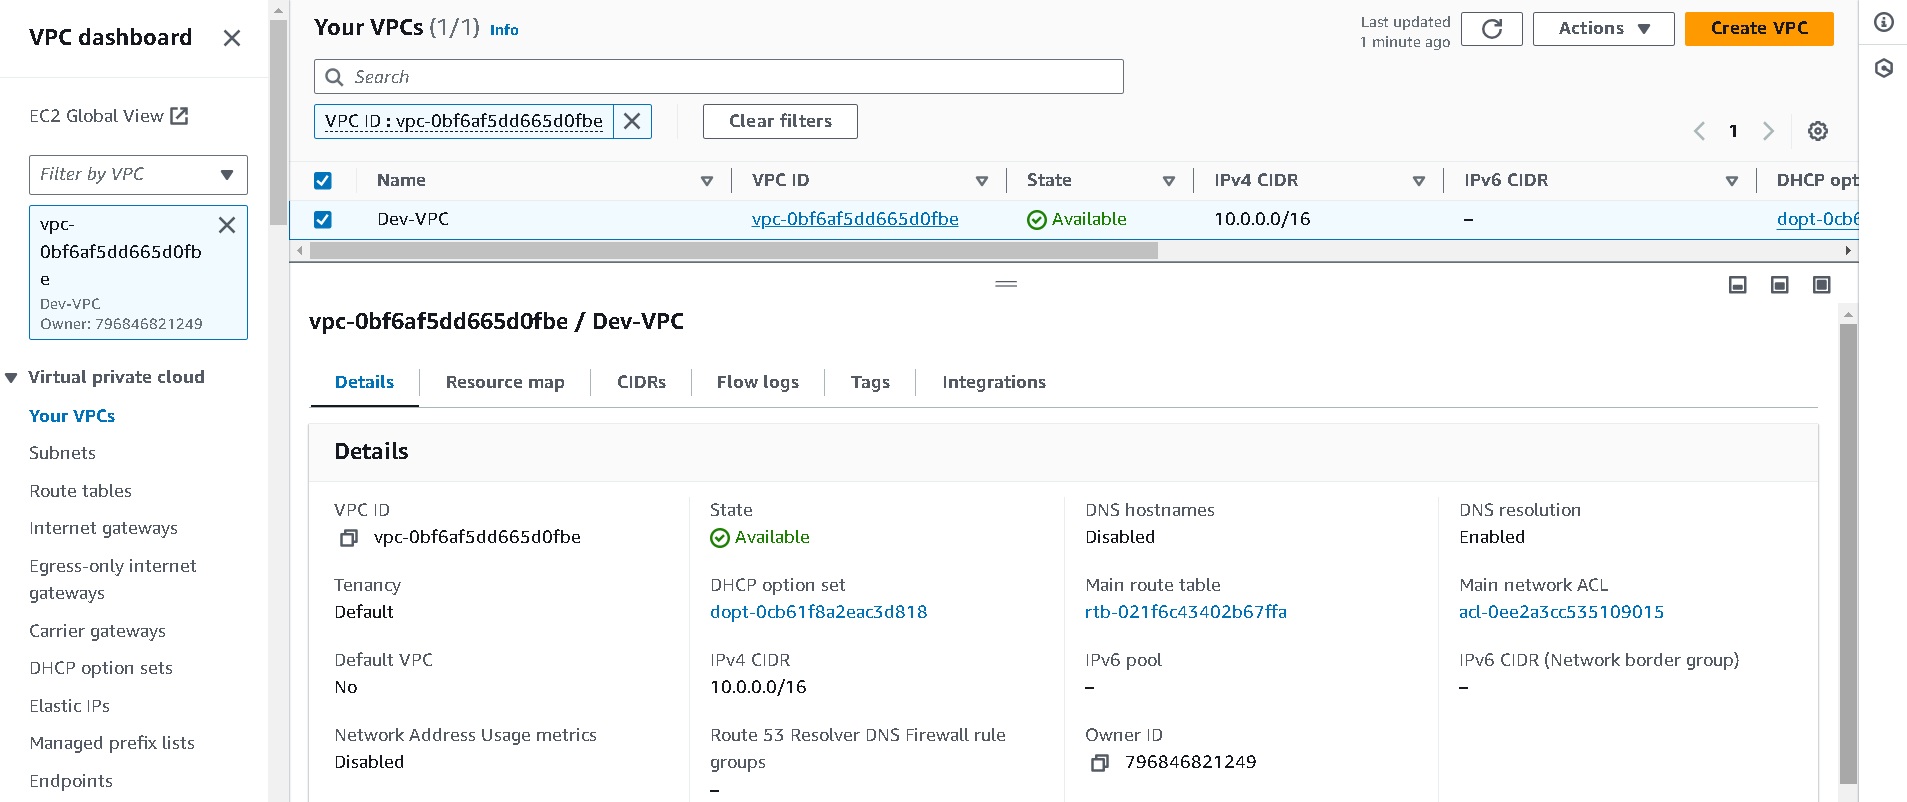 VPC dashboard
EC2 Global View
Filter by VPC
vpc-
0bf6af5dd665d0fb
e
Dev-VPC
Owner: 796846821249
Virtual private cloud
Your VPCs
Subnets
Route tables
Internet gateways
Egress-only internet
gateways
Carrier gateways
DHCP option sets
Elastic IPs
Managed prefix lists
Endpoints
Your VPCs (1/1) Info
Last updated
1 minute ago
Actions
Create VPC
Search
VPC ID : vpc-0bf6af5dd665d0fbe
Clear filters
1
Name VPC ID State IPv4 CIDR IPv6 CIDR DHCP opt
Dev-VPC vpc-0bf6af5dd665d0fbe Available 10.0.0.0/16 – dopt-0cb6
vpc-0bf6af5dd665d0fbe / Dev-VPC
Details Resource map CIDRs Flow logs Tags Integrations
Details
VPC ID
vpc-0bf6af5dd665d0fbe
State
Available
DNS hostnames
Disabled
DNS resolution
Enabled
Tenancy
Default
DHCP option set
dopt-0cb61f8a2eac3d818
Main route table
rtb-021f6c43402b67ffa
Main network ACL
acl-0ee2a3cc535109015
Default VPC
No
IPv4 CIDR
10.0.0.0/16
IPv6 pool
–
IPv6 CIDR (Network border group)
–
Network Address Usage metrics
Disabled
Route 53 Resolver DNS Firewall rule
groups
–
Owner ID
796846821249